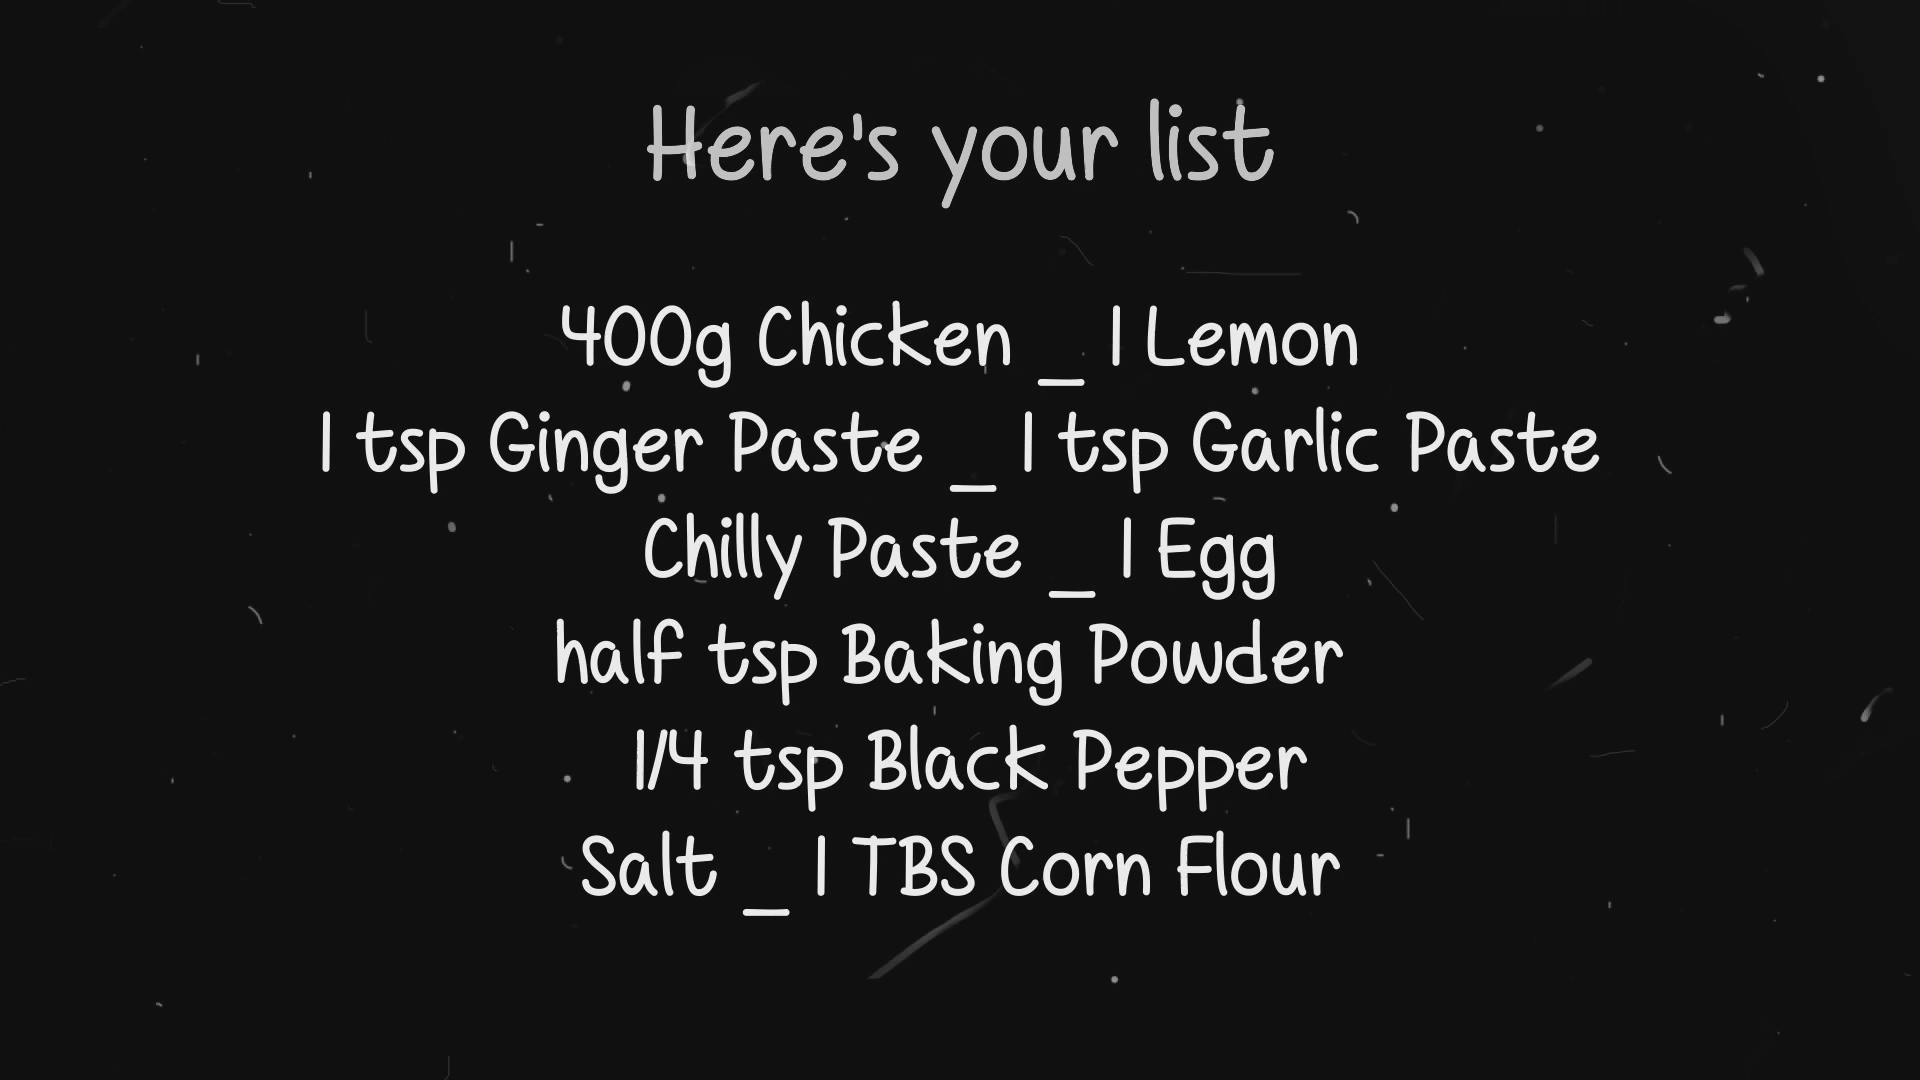 Here's your list
400g Chicken _ 1 Lemon
1 tsp Ginger Paste _ 1 tsp Garlic Paste
Chilly Paste _ 1 Egg
half tsp Baking Powder
1/4 tsp Black Pepper
Salt _ 1 TBS Corn Flour